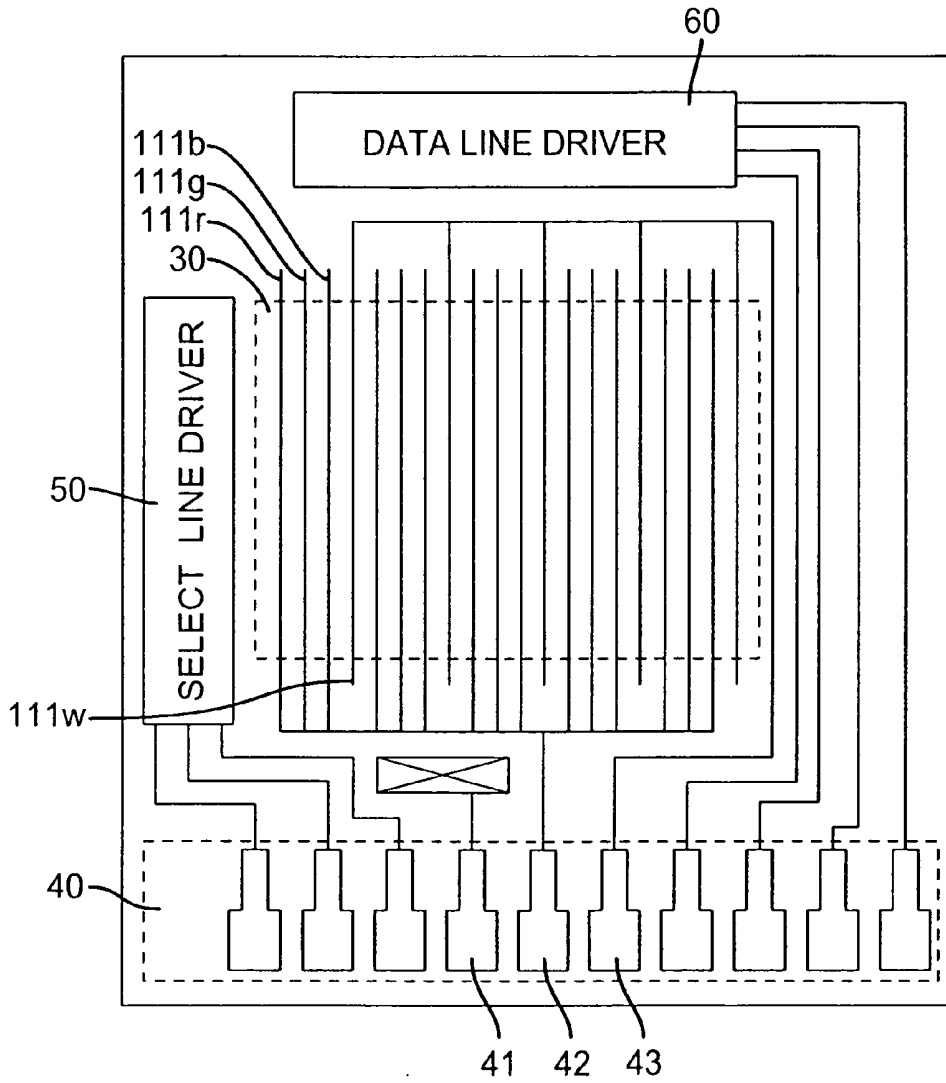 60
DATA LINE DRIVER
111b
111g
111r
30
SELECT LINE DRIVER
50
111w
40
41
42
43